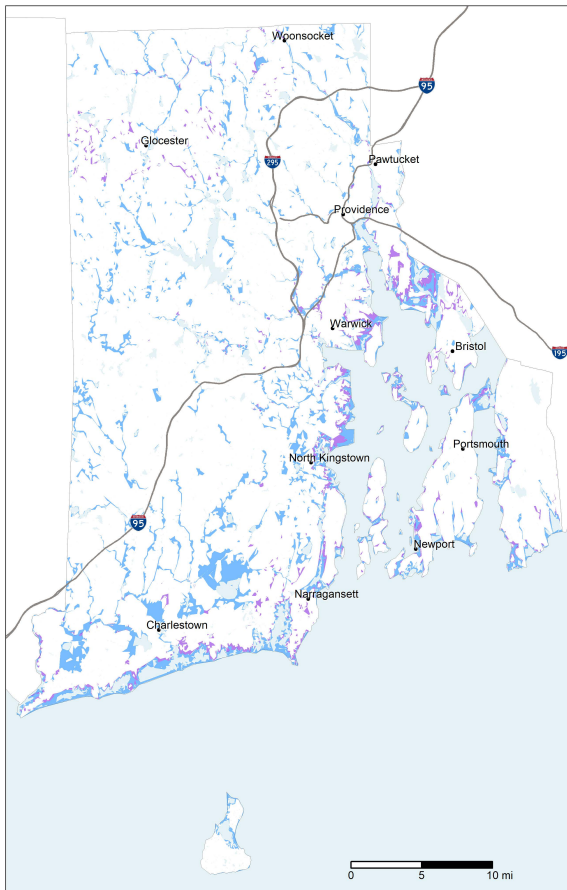 Woonsocket
95
Glocester
295
Pawtucket
Providence
Warwick
Bristol
195
Portsmouth
North Kingstown
95
Newport
Narragansett
Charlestown
0 5 10 mi